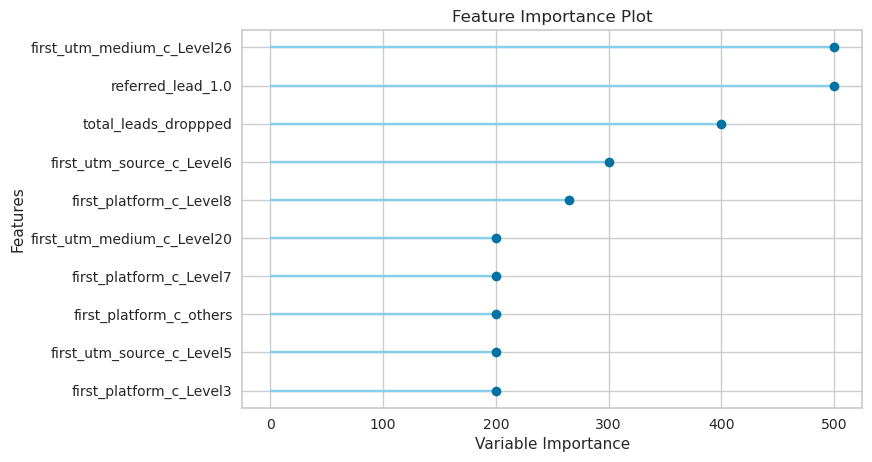 Feature Importance Plot
Features
first_utm_medium_c_Level26
referred_lead_1.0
total_leads_droppped
first_utm_source_c_Level6
first_platform_c_Level8
first_utm_medium_c_Level20
first_platform_c_Level7
first_platform_c_others
first_utm_source_c_Level5
first_platform_c_Level3
0 100 200 300 400 500
Variable Importance